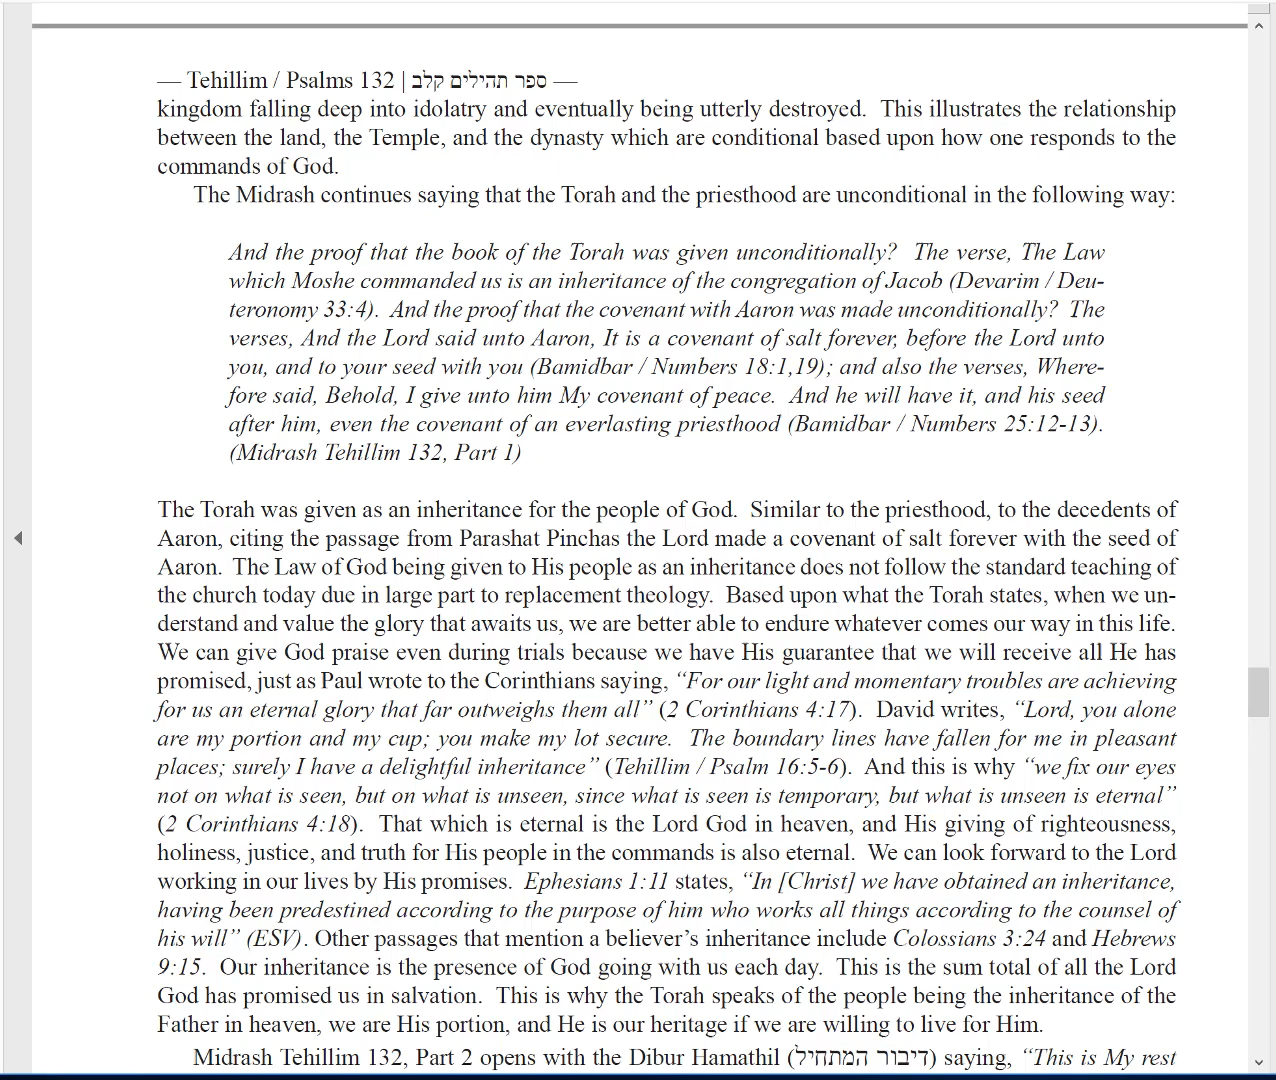 — Tehillim / Psalms 132 | ספר תהילים קלב —
kingdom falling deep into idolatry and eventually being utterly destroyed.  This illustrates the relationship
between the land, the Temple, and the dynasty which are conditional based upon how one responds to the
commands of God.
The Midrash continues saying that the Torah and the priesthood are unconditional in the following way:
And the proof that the book of the Torah was given unconditionally?  The verse, The Law
which Moshe commanded us is an inheritance of the congregation of Jacob (Devarim / Deu-
teronomy 33:4).  And the proof that the covenant with Aaron was made unconditionally?  The
verses, And the Lord said unto Aaron, It is a covenant of salt forever, before the Lord unto
you, and to your seed with you (Bamidbar / Numbers 18:1,19); and also the verses, Where-
fore said, Behold, I give unto him My covenant of peace.  And he will have it, and his seed
after him, even the covenant of an everlasting priesthood (Bamidbar / Numbers 25:12-13).
(Midrash Tehillim 132, Part 1)
The Torah was given as an inheritance for the people of God.  Similar to the priesthood, to the decedents of
Aaron, citing the passage from Parashat Pinchas the Lord made a covenant of salt forever with the seed of
Aaron.  The Law of God being given to His people as an inheritance does not follow the standard teaching of
the church today due in large part to replacement theology.  Based upon what the Torah states, when we un-
derstand and value the glory that awaits us, we are better able to endure whatever comes our way in this life.
We can give God praise even during trials because we have His guarantee that we will receive all He has
promised, just as Paul wrote to the Corinthians saying, “For our light and momentary troubles are achieving
for us an eternal glory that far outweighs them all” (2 Corinthians 4:17).  David writes, “Lord, you alone
are my portion and my cup; you make my lot secure.  The boundary lines have fallen for me in pleasant
places; surely I have a delightful inheritance” (Tehillim / Psalm 16:5-6).  And this is why “we fix our eyes
not on what is seen, but on what is unseen, since what is seen is temporary, but what is unseen is eternal”
(2 Corinthians 4:18).  That which is eternal is the Lord God in heaven, and His giving of righteousness,
holiness, justice, and truth for His people in the commands is also eternal.  We can look forward to the Lord
working in our lives by His promises.  Ephesians 1:11 states, “In [Christ] we have obtained an inheritance,
having been predestined according to the purpose of him who works all things according to the counsel of
his will” (ESV). Other passages that mention a believer’s inheritance include Colossians 3:24 and Hebrews
9:15.  Our inheritance is the presence of God going with us each day.  This is the sum total of all the Lord
God has promised us in salvation.  This is why the Torah speaks of the people being the inheritance of the
Father in heaven, we are His portion, and He is our heritage if we are willing to live for Him.
Midrash Tehillim 132, Part 2 opens with the Dibur Hamathil (דיבור המתחיל) saying, “This is My rest